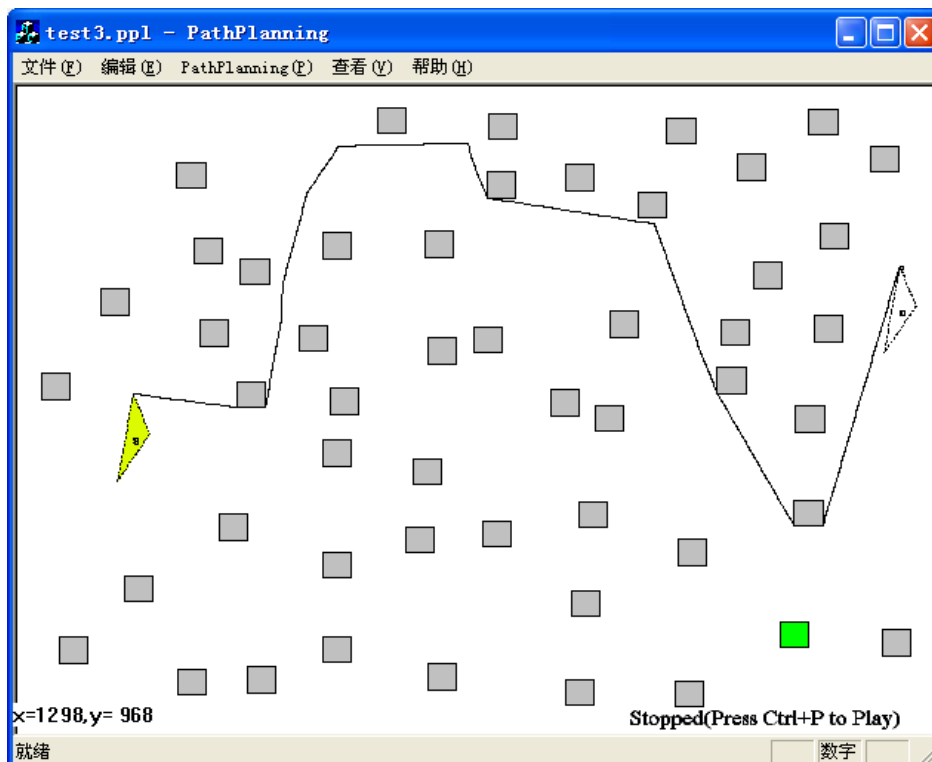 test3.ppl - PathPlanning
文件(F) 编辑(E) PathPlanning(P) 查看(V) 帮助(H)
x=1298,y= 968
Stopped(Press Ctrl+P to Play)
就绪 数字